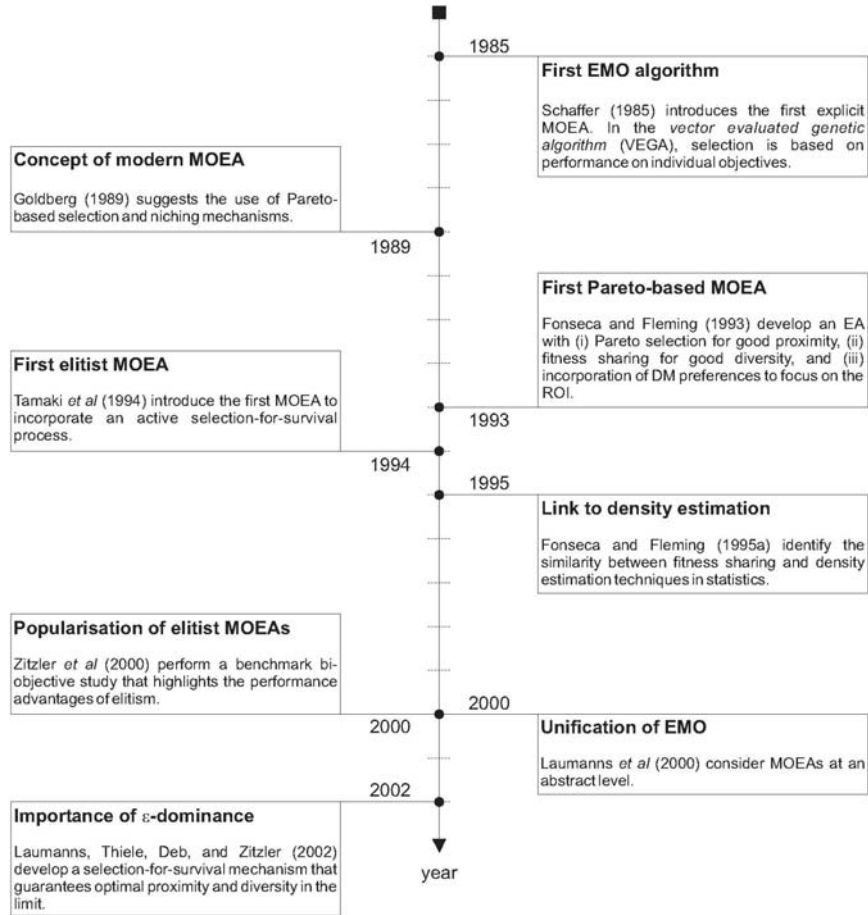 1985
First EMO algorithm
Schaffer (1985) introduces the first explicit
MOEA. In the vector evaluated genetic
algorithm (VEGA), selection is based on
performance on individual objectives.
Concept of modern MOEA
Goldberg (1989) suggests the use of Pareto-
based selection and niching mechanisms.
1989
First Pareto-based MOEA
Fonseca and Fleming (1993) develop an EA
with (i) Pareto selection for good proximity, (ii)
fitness sharing for good diversity, and (iii)
incorporation of DM preferences to focus on the
ROI.
1993
First elitist MOEA
Tamaki et al (1994) introduce the first MOEA to
incorporate an active selection-for-survival
process.
1994
1995
Link to density estimation
Fonseca and Fleming (1995a) identify the
similarity between fitness sharing and density
estimation techniques in statistics.
Popularisation of elitist MOEAs
Zitzler et al (2000) perform a benchmark bi-
objective study that highlights the performance
advantages of elitism.
2000
2000
Unification of EMO
Laumanns et al (2000) consider MOEAs at an
abstract level.
2002
Importance of ε-dominance
Laumanns, Thiele, Deb, and Zitzler (2002)
develop a selection-for-survival mechanism that
guarantees optimal proximity and diversity in the
limit.
year